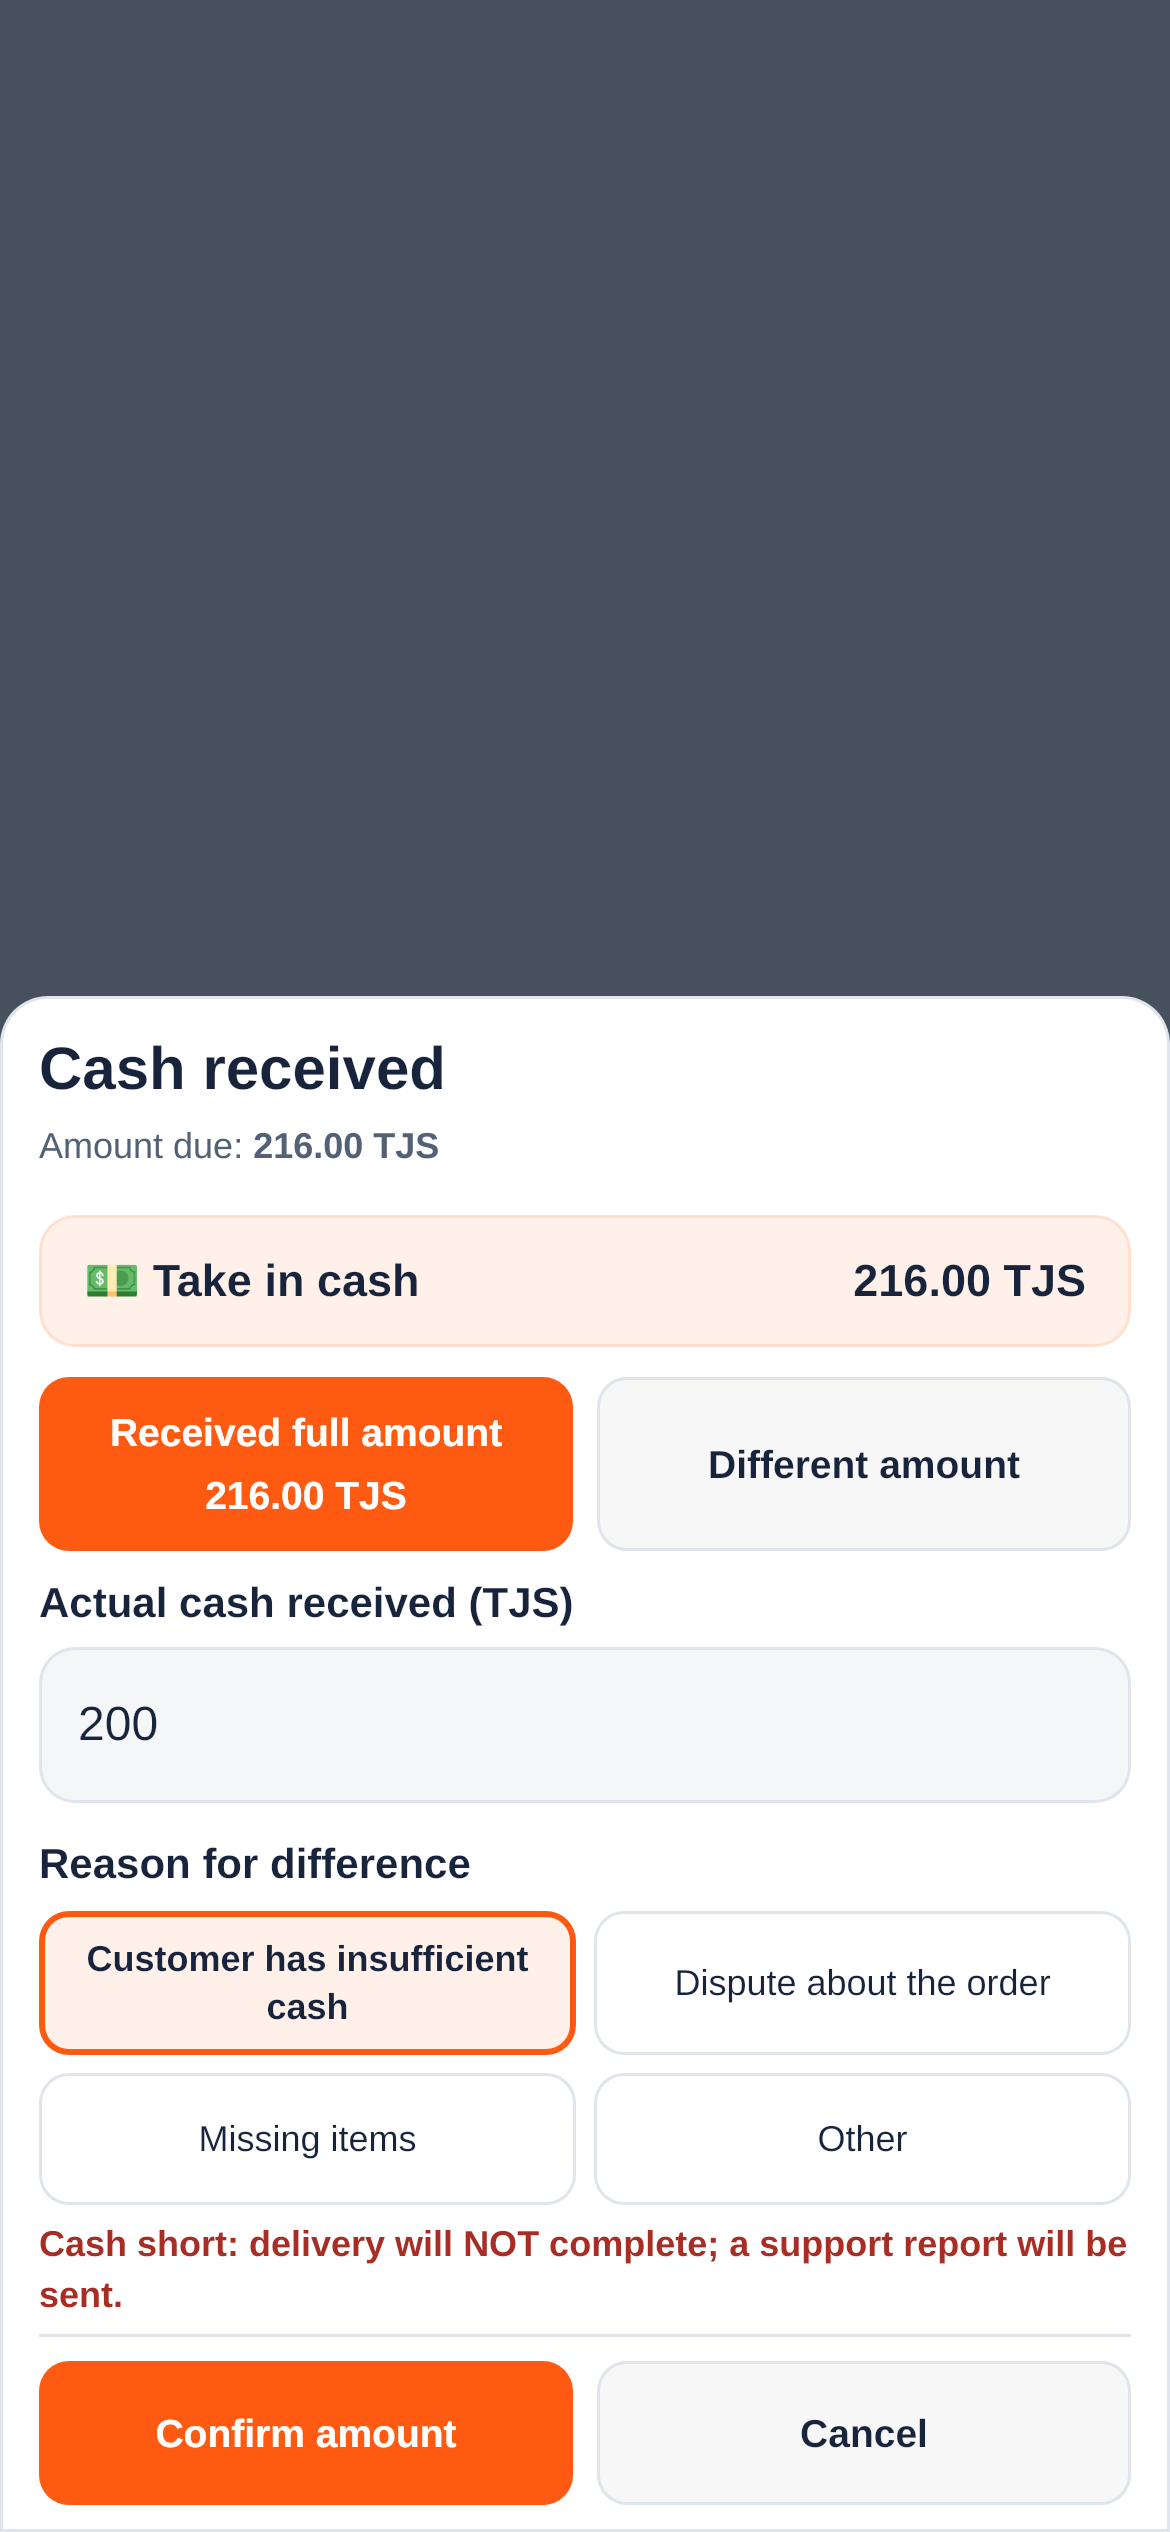 Cash received
Amount due: 216.00 TJS
Take in cash 216.00 TJS
Received full amount
216.00 TJS
Different amount
Actual cash received (TJS)
200
Reason for difference
Customer has insufficient
cash
Dispute about the order
Missing items
Other
Cash short: delivery will NOT complete; a support report will be
sent.
Confirm amount
Cancel